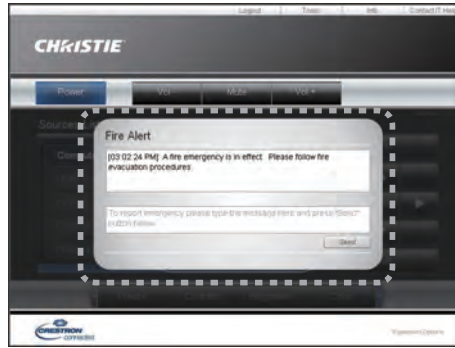 Logout Tools Info Contact IT Help
CHRISTIE
Power Vol - Mute Vol +
Fire Alert
[03:02:24 PM] A fire emergency is in effect. Please follow fire
evacuation procedures.
To report emergency please type the message here and press "Send"
button below
Send
CRESTRON
connected
Expansion Options